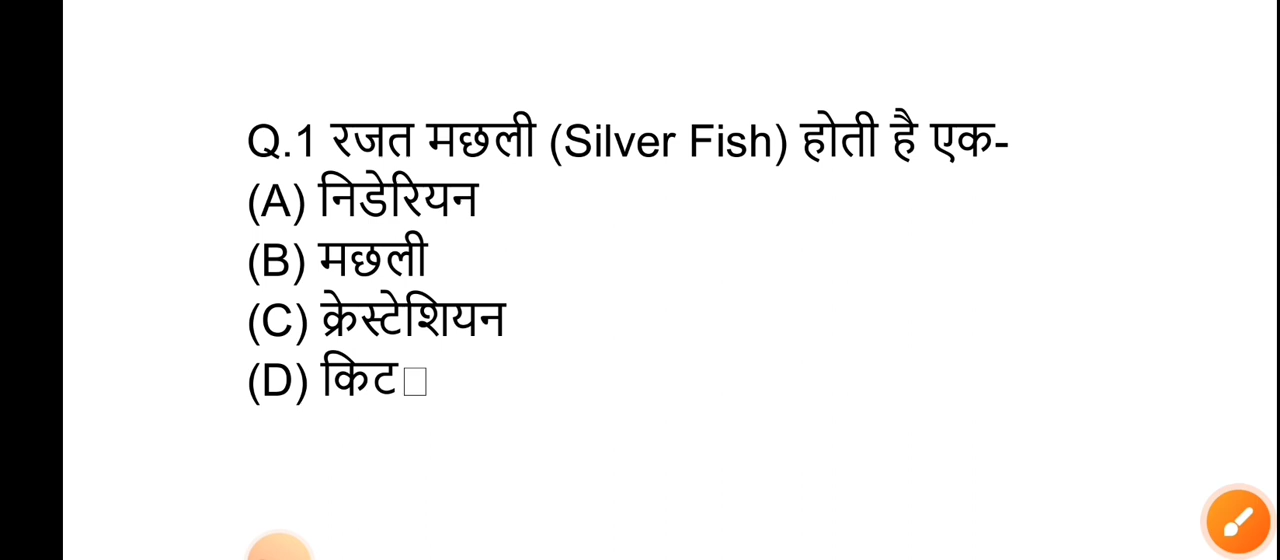 Q.1 रजत मछली (Silver Fish) होती है एक-
(A) निडेरियन
(B) मछली
(C) क्रेस्टेशियन
(D) किट